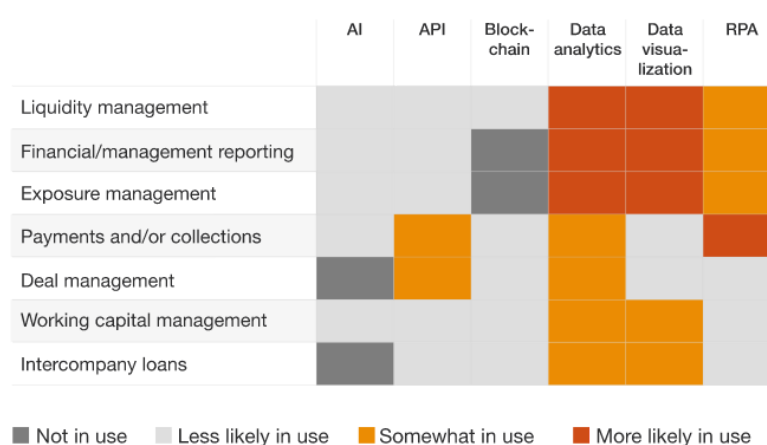 AI API Block- Data Data RPA
chain analytics visua-
lization
Liquidity management
Financial/management reporting
Exposure management
Payments and/or collections
Deal management
Working capital management
Intercompany loans
Not in use Less likely in use Somewhat in use More likely in use